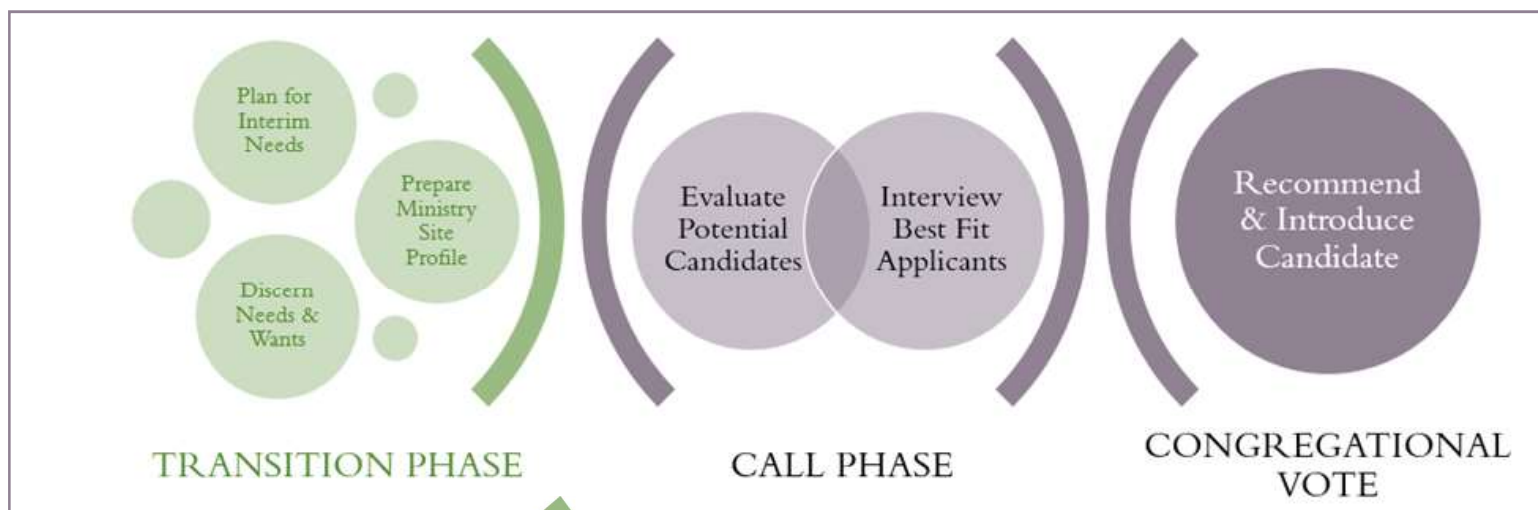 Plan for
Interim
Needs
Prepare
Ministry
Site
Profile
Discern
Needs &
Wants
TRANSITION PHASE
Evaluate
Potential
Candidates
Interview
Best Fit
Applicants
CALL PHASE
Recommend
& Introduce
Candidate
CONGREGATIONAL
VOTE